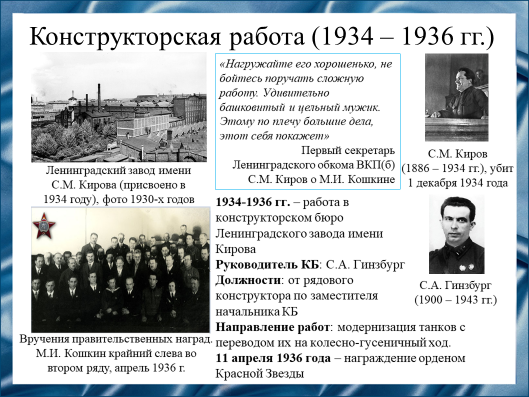 Конструкторская работа (1934 – 1936 гг.)
«Нагружайте его хорошенько, не
бойтесь поручать сложную
работу. Удивительно
башковитый и цельный мужик.
Этому по плечу большие дела,
этот себя покажет»
Первый секретарь
Ленинградского обкома ВКП(б)
С.М. Киров о М.И. Кошкине
С.М. Киров
(1886 – 1934 гг.), убит
1 декабря 1934 года
Ленинградский завод имени
С.М. Кирова (присвоено в
1934 году), фото 1930-х годов
1934-1936 гг. – работа в
конструкторском бюро
Ленинградского завода имени
Кирова
Руководитель КБ: С.А. Гинзбург
Должности: от рядового
конструктора по заместителя
начальника КБ
Направление работ: модернизация танков с
переводом их на колесно-гусеничный ход.
11 апреля 1936 года – награждение орденом
Красной Звезды
С.А. Гинзбург
(1900 – 1943 гг.)
Вручения правительственных наград.
М.И. Кошкин крайний слева во
втором ряду, апрель 1936 г.